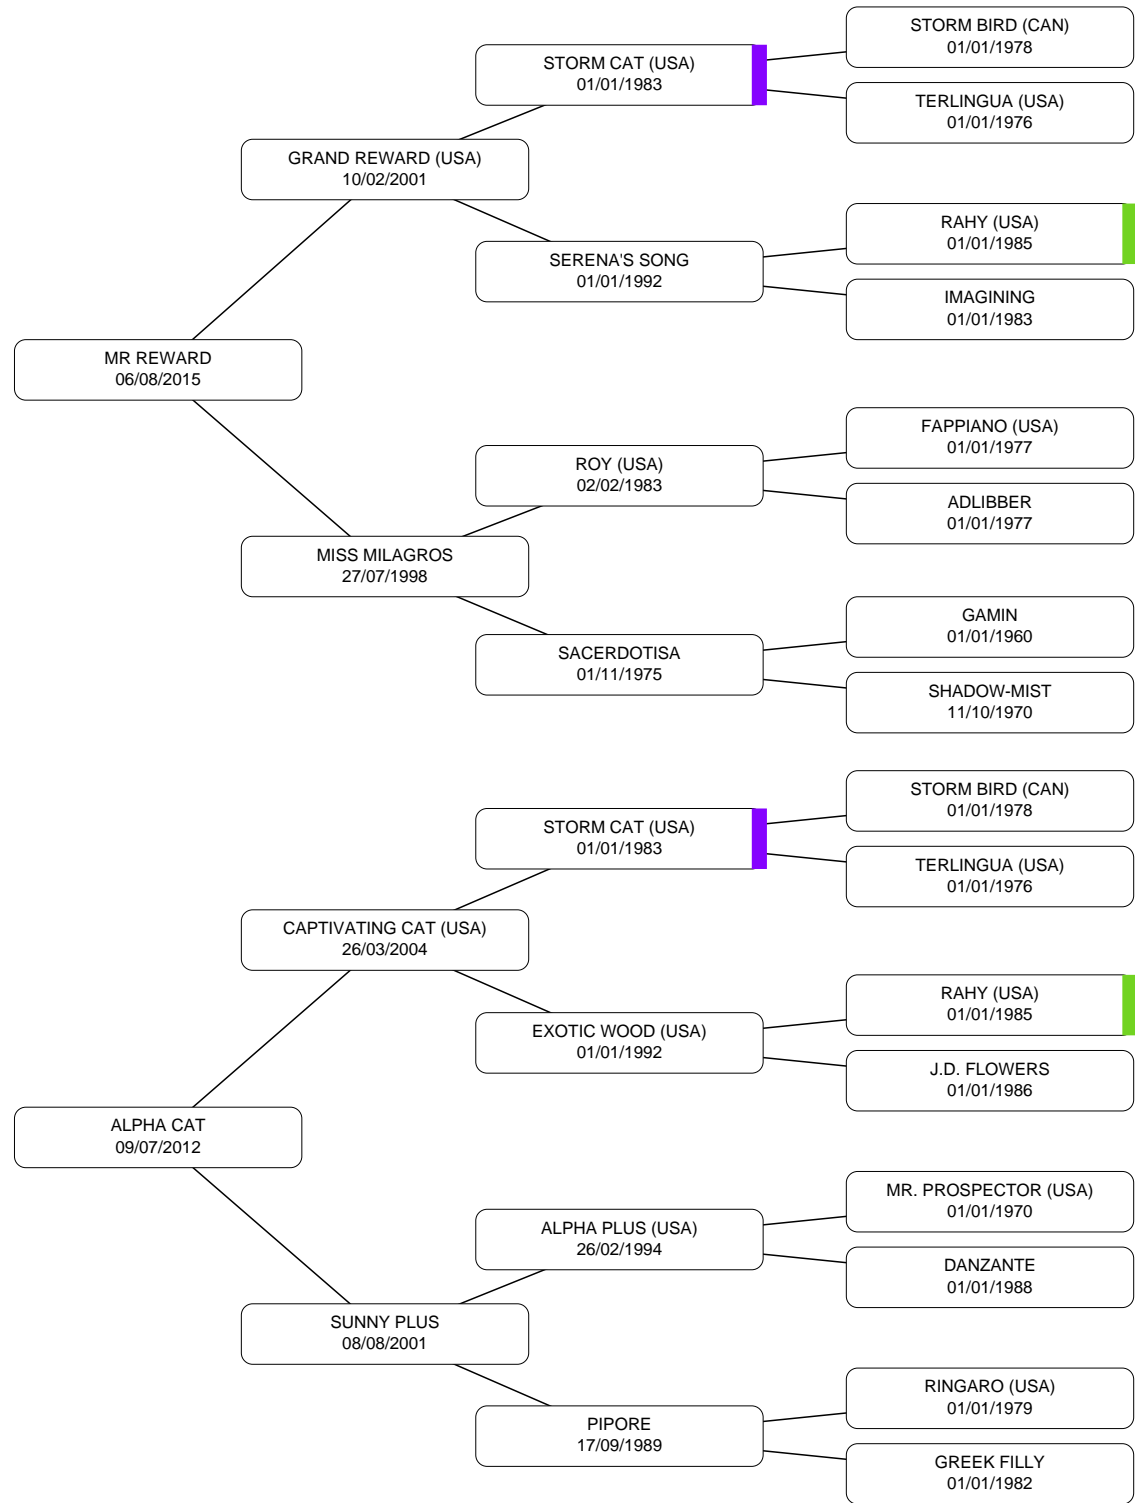 STORM BIRD (CAN)
01/01/1978
STORM CAT (USA)
01/01/1983
TERLINGUA (USA)
01/01/1976
GRAND REWARD (USA)
10/02/2001
RAHY (USA)
01/01/1985
SERENA'S SONG
01/01/1992
IMAGINING
01/01/1983
MR REWARD
06/08/2015
FAPPIANO (USA)
01/01/1977
ROY (USA)
02/02/1983
ADLIBBER
01/01/1977
MISS MILAGROS
27/07/1998
GAMIN
01/01/1960
SACERDOTISA
01/11/1975
SHADOW-MIST
11/10/1970
STORM BIRD (CAN)
01/01/1978
STORM CAT (USA)
01/01/1983
TERLINGUA (USA)
01/01/1976
CAPTIVATING CAT (USA)
26/03/2004
RAHY (USA)
01/01/1985
EXOTIC WOOD (USA)
01/01/1992
J.D. FLOWERS
01/01/1986
ALPHA CAT
09/07/2012
MR. PROSPECTOR (USA)
01/01/1970
ALPHA PLUS (USA)
26/02/1994
DANZANTE
01/01/1988
SUNNY PLUS
08/08/2001
RINGARO (USA)
01/01/1979
PIPORE
17/09/1989
GREEK FILLY
01/01/1982